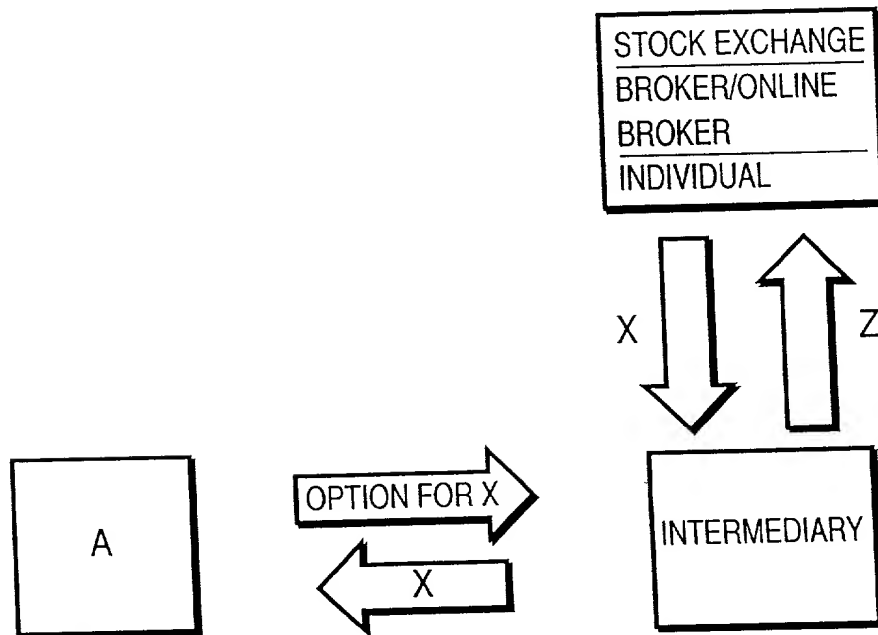 STOCK EXCHANGE
BROKER/ONLINE
BROKER
INDIVIDUAL
X
Z
A
OPTION FOR X
X
INTERMEDIARY